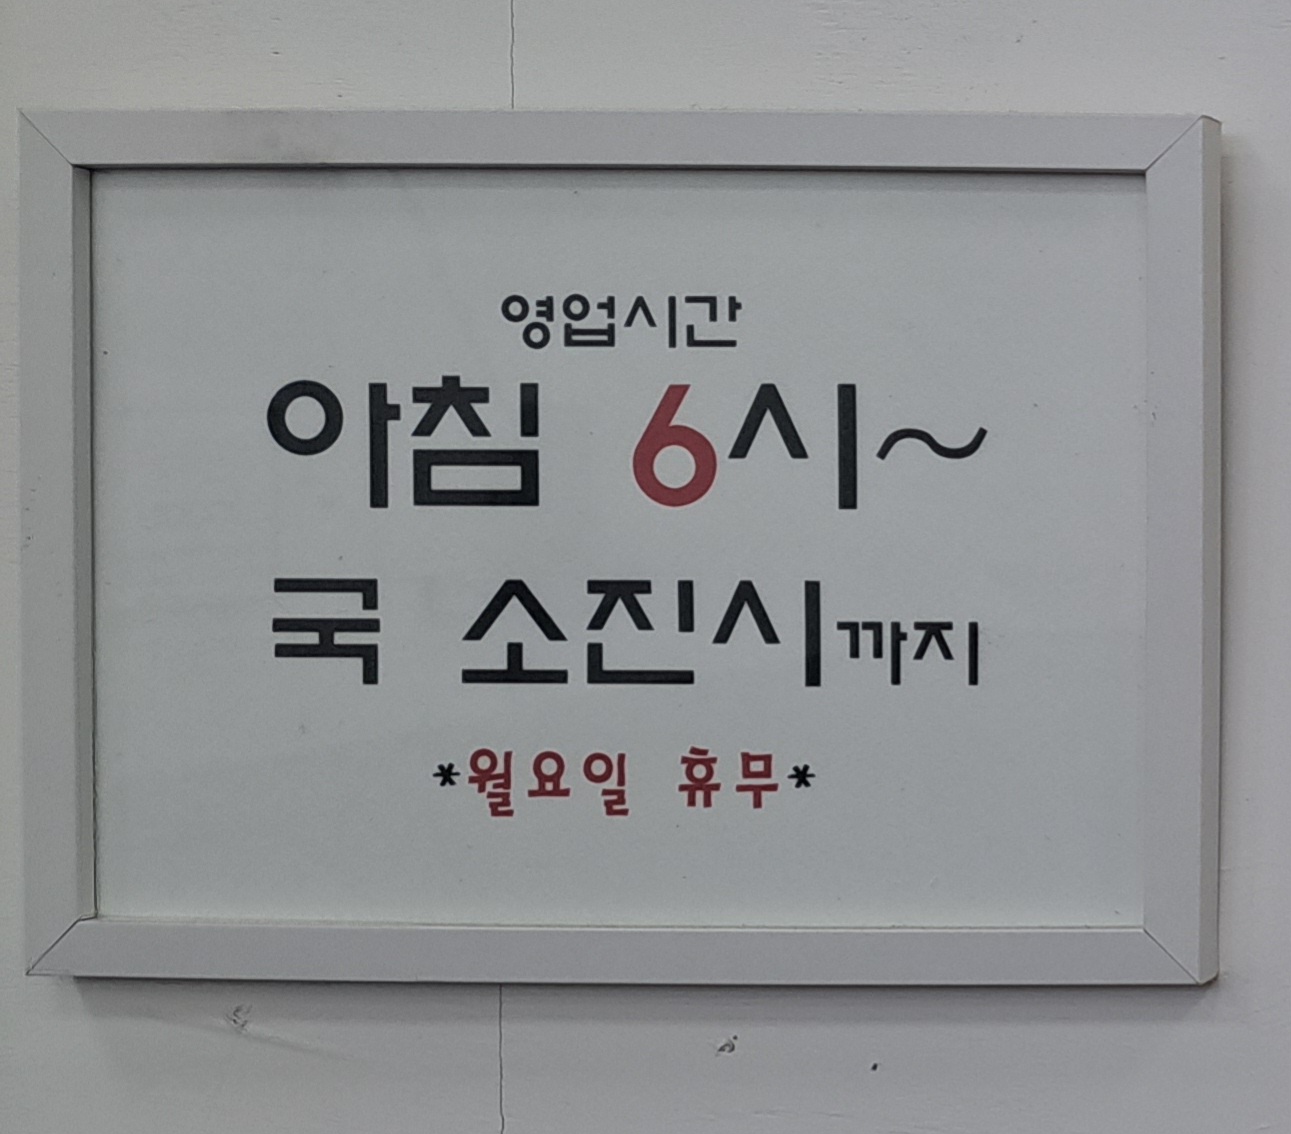 영업시간
아침 6시~
국 소진시까지
*월요일 휴무*